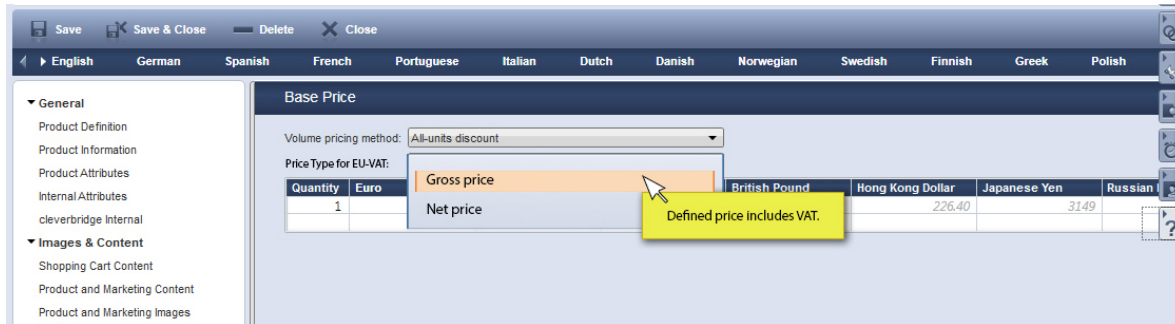 Save Save & Close Delete Close
English German Spanish French Portuguese Italian Dutch Danish Norwegian Swedish Finnish Greek Polish
General
Product Definition
Product Information
Product Attributes
Internal Attributes
cleverbridge Internal
Images & Content
Shopping Cart Content
Product and Marketing Content
Product and Marketing Images
Base Price
Volume pricing method: All-units discount
Price Type for EU-VAT:
Gross price
Net price
Defined price includes VAT.
Quantity Euro British Pound Hong Kong Dollar Japanese Yen Russian
1 226.40 3149
?